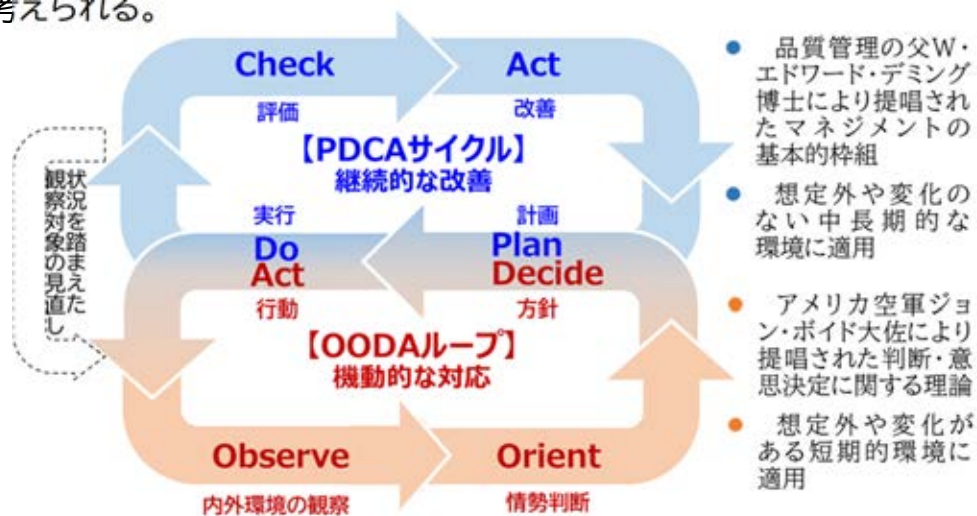 考えられる。
Check
Act
評価
改善
【PDCAサイクル】
継続的な改善
実行
計画
Do
Plan
Act
Decide
行動
方針
【OODAループ】
機動的な対応
Observe
Orient
内外環境の観察
情勢判断
状況を踏まえた
観察対象の見直し
● 品質管理の父W・
エドワード・デミング
博士により提唱され
たマネジメントの
基本的枠組
● 想定外や変化の
ない中長期的な
環境に適用
● アメリカ空軍ジョ
ン・ボイド大佐により
提唱された判断・意
思決定に関する理論
● 想定外や変化が
ある短期的環境に
適用